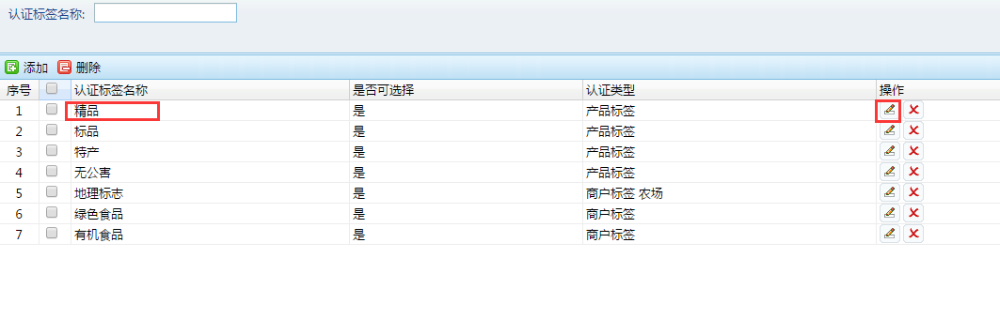 认证标签名称:
添加 删除
序号 认证标签名称 是否可选择 认证类型 操作
1 精品 是 产品标签
2 标品 是 产品标签
3 特产 是 产品标签
4 无公害 是 产品标签
5 地理标志 是 商户标签 农场
6 绿色食品 是 商户标签
7 有机食品 是 商户标签